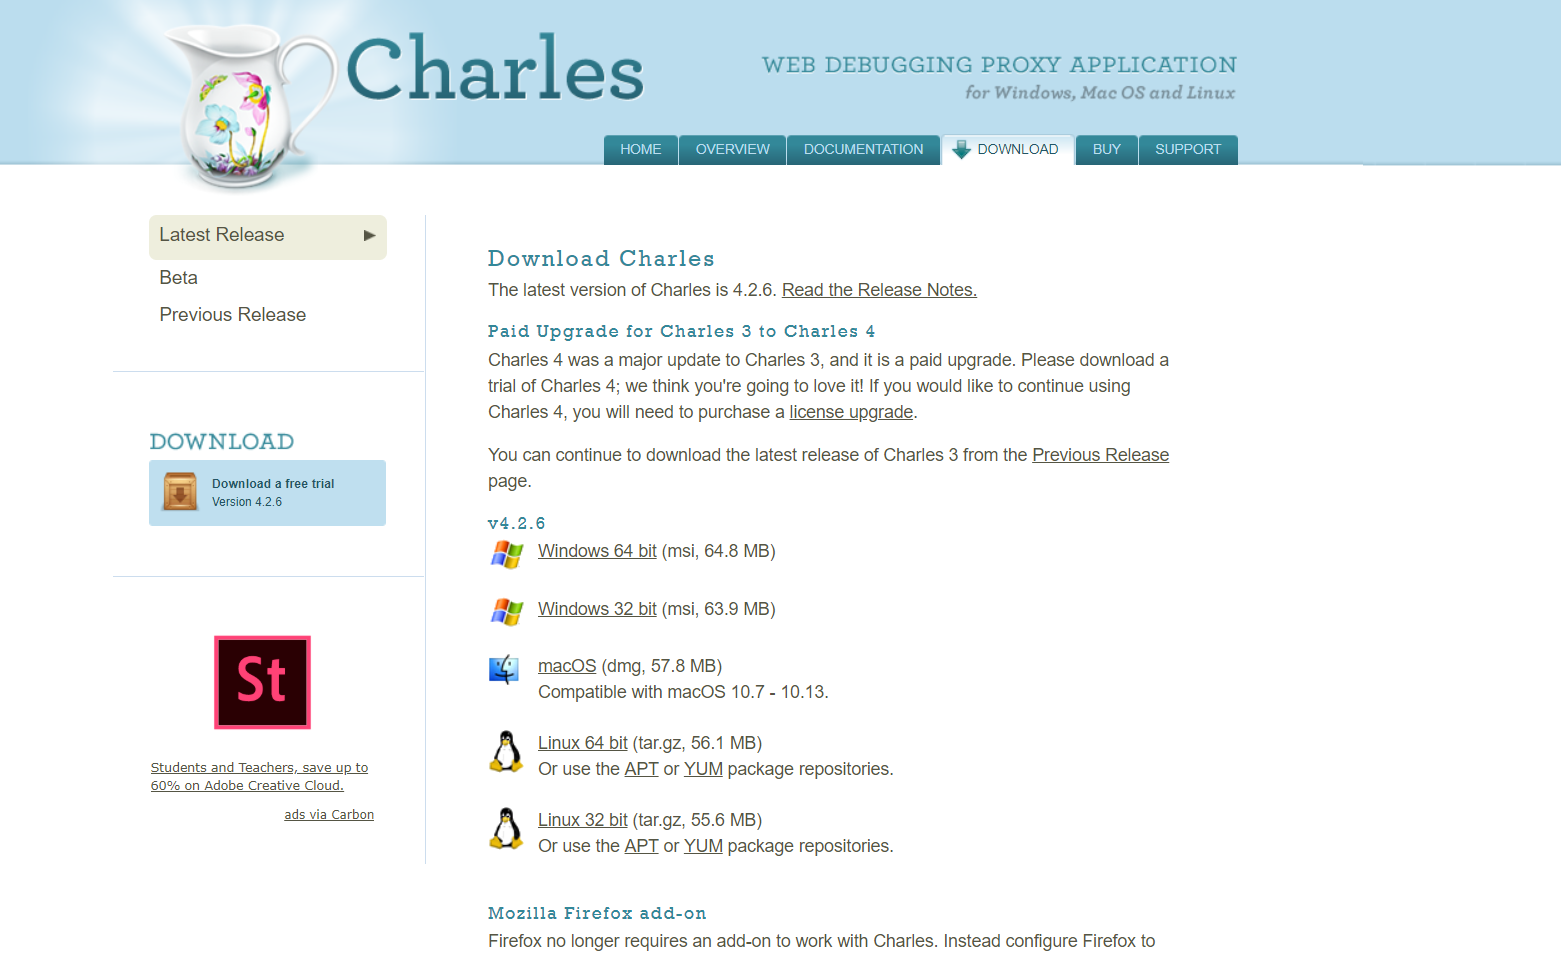 Charles
WEB DEBUGGING PROXY APPLICATION
for Windows, Mac OS and Linux
HOME
OVERVIEW
DOCUMENTATION
DOWNLOAD
BUY
SUPPORT
Latest Release
Beta
Previous Release
DOWNLOAD
Download a free trial
Version 4.2.6
St
Students and Teachers, save up to
60% on Adobe Creative Cloud.
ads via Carbon
Download Charles
The latest version of Charles is 4.2.6. Read the Release Notes.
Paid Upgrade for Charles 3 to Charles 4
Charles 4 was a major update to Charles 3, and it is a paid upgrade. Please download a
trial of Charles 4; we think you're going to love it! If you would like to continue using
Charles 4, you will need to purchase a license upgrade.
You can continue to download the latest release of Charles 3 from the Previous Release
page.
v4.2.6
Windows 64 bit (msi, 64.8 MB)
Windows 32 bit (msi, 63.9 MB)
macOS (dmg, 57.8 MB)
Compatible with macOS 10.7 - 10.13.
Linux 64 bit (tar.gz, 56.1 MB)
Or use the APT or YUM package repositories.
Linux 32 bit (tar.gz, 55.6 MB)
Or use the APT or YUM package repositories.
Mozilla Firefox add-on
Firefox no longer requires an add-on to work with Charles. Instead configure Firefox to